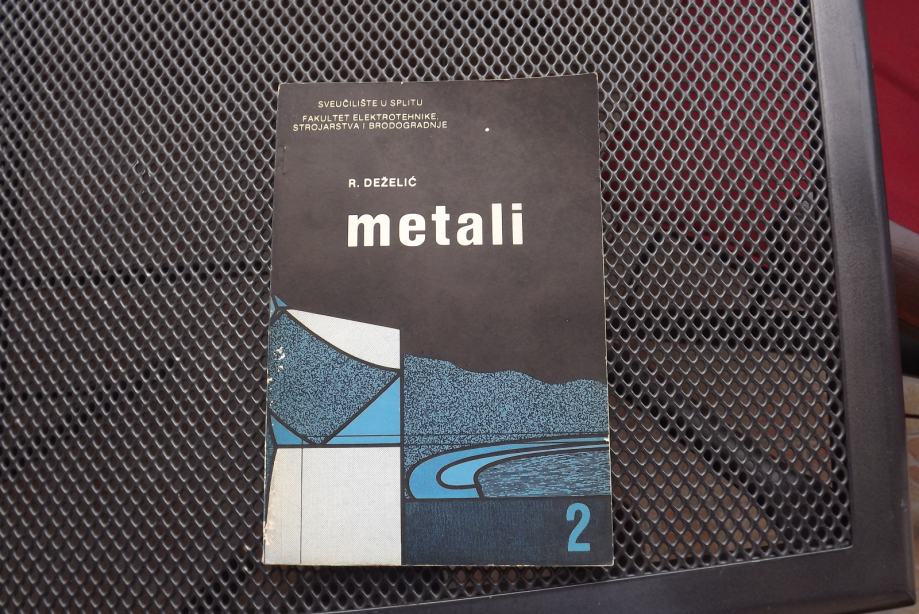 SVEUČILIŠTE U SPLITU
FAKULTET ELEKTROTEHNIKE,
STROJARSTVA I BRODOGRADNJE
R. DEŽELIĆ
metali
2